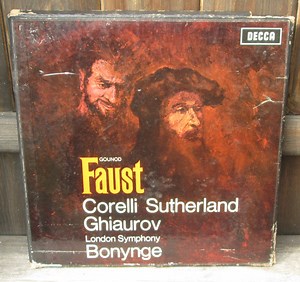 DECCA
GOUNOD
Faust
Corelli Sutherland
Ghiaurov
London Symphony
Bonynge